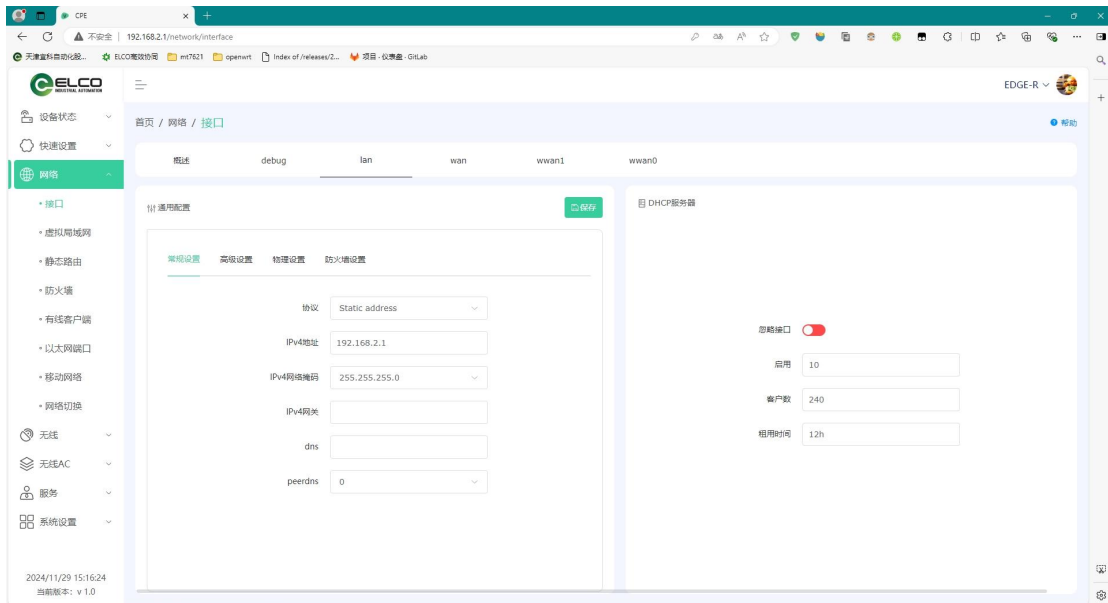 CPE
不安全 | 192.168.2.1/network/interface
天津宜科自动化股... ELCO高效协同 mt7621 openwrt Index of /releases/2... 项目 · 仪表盘 · GitLab
ELCO
INDUSTRIAL AUTOMATION
EDGE-R
首页 / 网络 / 接口
帮助
设备状态
快速设置
网络
接口
虚拟局域网
静态路由
防火墙
有线客户端
以太网端口
移动网络
网络切换
无线
无线AC
服务
系统设置
2024/11/29 15:16:24
当前版本: v 1.0
概述 debug lan wan wwan1 wwan0
通用配置
保存
常规设置 高级设置 物理设置 防火墙设置
协议 Static address
IPv4地址 192.168.2.1
IPv4网络掩码 255.255.255.0
IPv4网关
dns
peerdns 0
DHCP服务器
忽略接口
启用 10
客户数 240
租用时间 12h